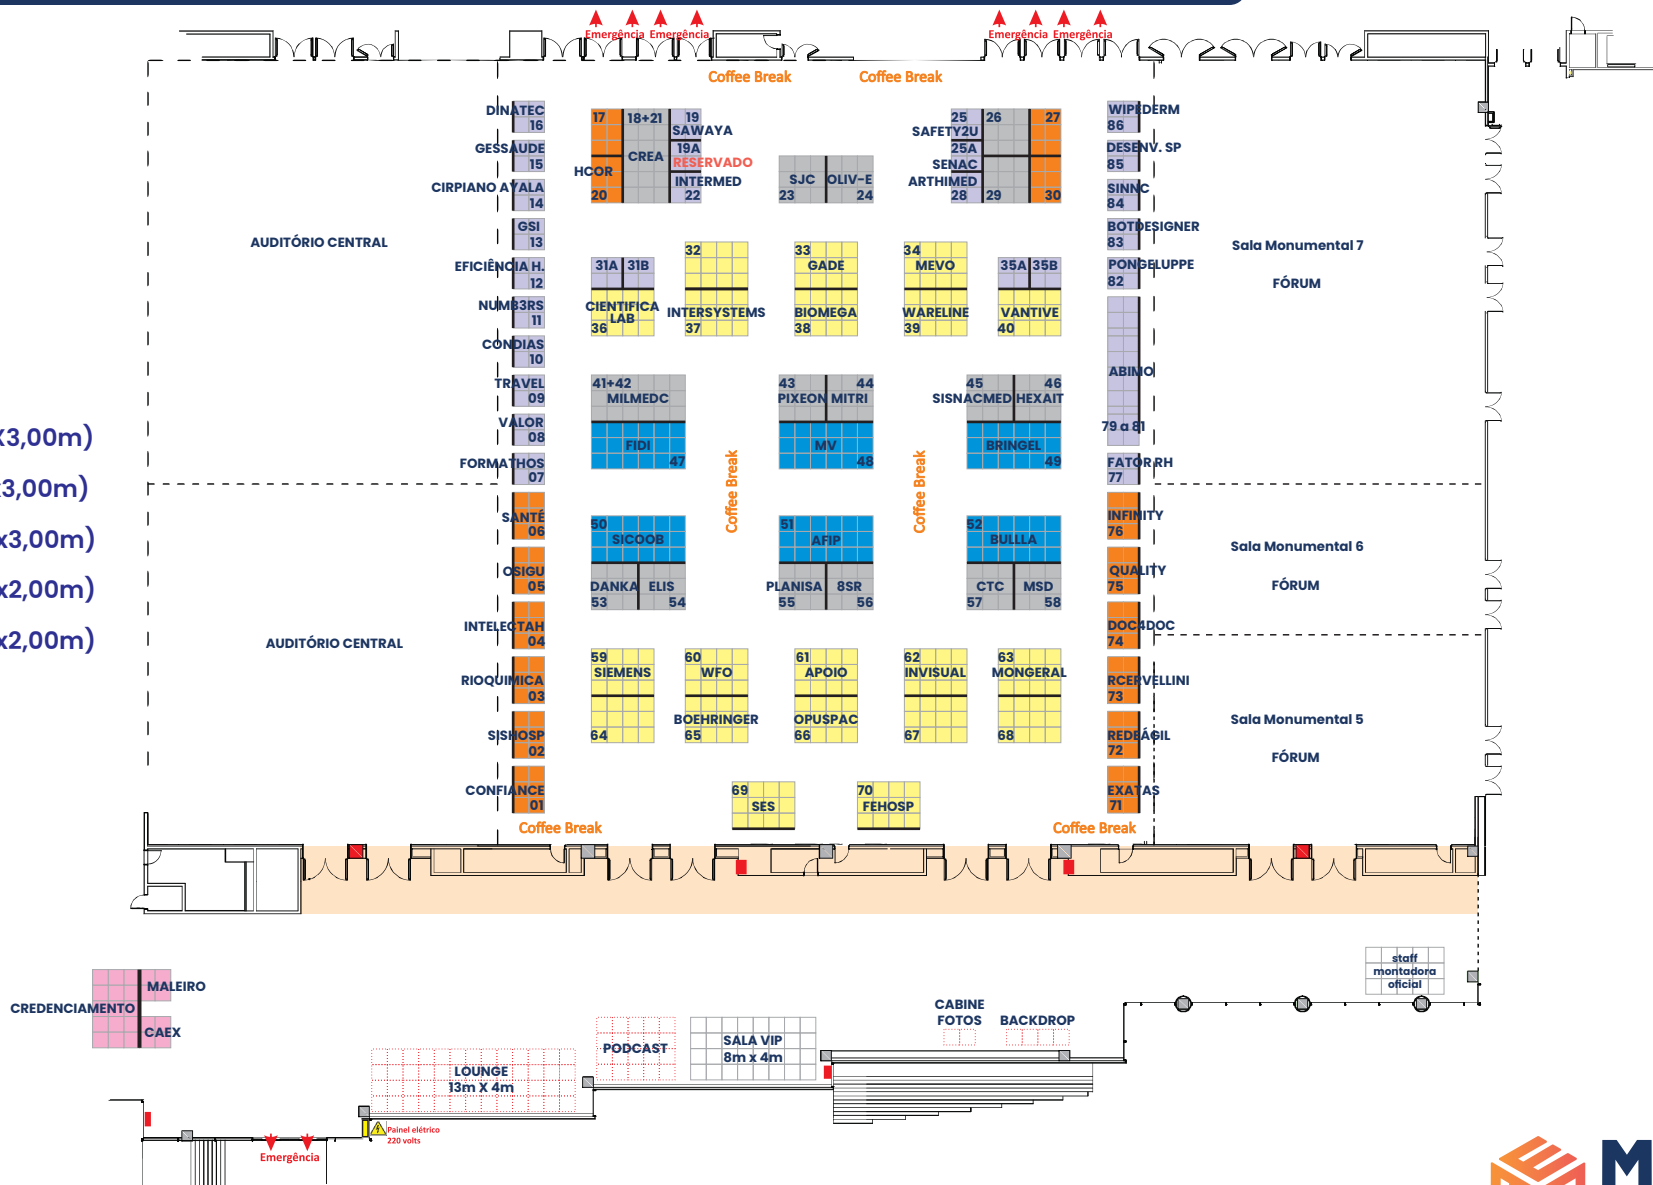 Emergência Emergência
Emergência Emergência
Coffee Break
Coffee Break
DINATEC
16
GESSAUDE
15
CIRPIANO AYALA
14
GSI
13
EFICIÊNCIA H.
12
NUMB3RS
11
CONDIAS
10
TRAVEL
09
VALOR
08
FORMATHOS
07
SANTÉ
06
OSIGU
05
INTELECTAH
04
RIOQUIMICA
03
SISHOSP
02
CONFIANCE
01
AUDITÓRIO CENTRAL
AUDITÓRIO CENTRAL
X3,00m)
x3,00m)
x3,00m)
x2,00m)
x2,00m)
17
18+21
19
SAWAYA
19A
CREA
RESERVADO
HCOR
INTERMED
20
22
SJC
OLIV-E
23
24
25
26
27
SAFETY2U
25A
SENAC
ARTHIMED
28
29
30
31A
31B
32
33
GADE
34
MEVO
35A
35B
CIENTIFICA
LAB
36
INTERSYSTEMS
37
BIOMEGA
38
WARELINE
39
VANTIVE
40
41+42
MILMEDC
43
44
PIXEON
MITRI
45
46
SISNACMED
HEXAIT
FIDI
47
MV
48
BRINGEL
49
Coffee Break
Coffee Break
50
SICOOB
51
AFIP
52
BULLLA
DANKA
ELIS
53
54
PLANISA
8SR
55
56
CTC
MSD
57
58
59
SIEMENS
60
WFO
61
APOIO
62
INVISUAL
63
MONGERAL
64
BOEHRINGER
65
OPUSPAC
66
67
68
69
SES
70
FEHOSP
Coffee Break
Coffee Break
WIPEDERM
86
DESENV. SP
85
SINNC
84
BOTDESIGNER
83
PONGELUPPE
82
ABIMO
79 a 81
FATOR RH
77
INFINITY
76
QUALITY
75
DOC4DOC
74
RCERVELLINI
73
REDEÁGIL
72
EXATAS
71
Sala Monumental 7
FÓRUM
Sala Monumental 6
FÓRUM
Sala Monumental 5
FÓRUM
staff
montadora
oficial
MALEIRO
CREDENCIAMENTO
CAEX
CABINE
FOTOS
BACKDROP
PODCAST
SALA VIP
8m x 4m
LOUNGE
13m X 4m
Painel elétrico
220 volts
Emergência
M